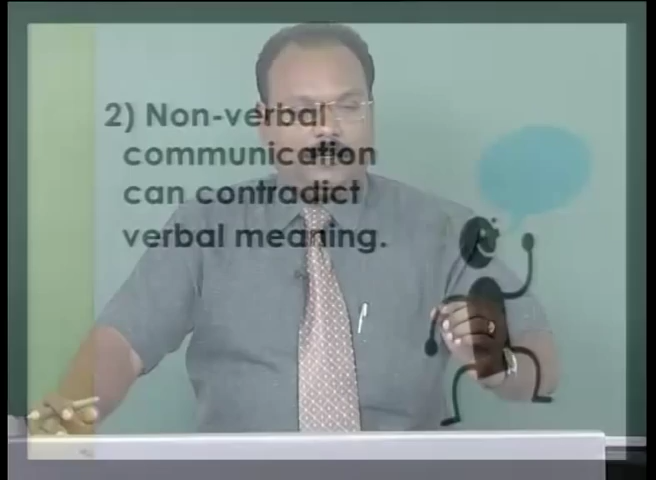 2) Non-verbal
communication
can contradict
verbal meaning.